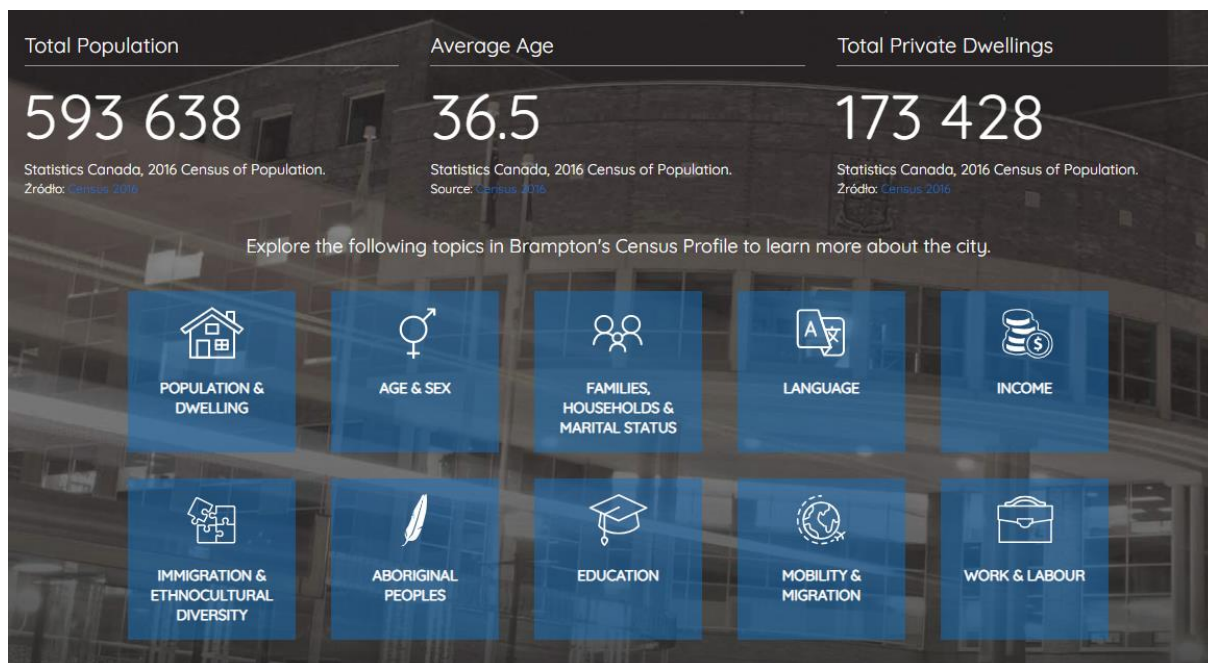 Total Population
Average Age
Total Private Dwellings
593 638
36.5
173 428
Statistics Canada, 2016 Census of Population.
Statistics Canada, 2016 Census of Population.
Statistics Canada, 2016 Census of Population.
Źródło: Census 2016
Source: Census 2016
Źródło: Census 2016
Explore the following topics in Brampton's Census Profile to learn more about the city.
A
$
POPULATION &
DWELLING
AGE & SEX
FAMILIES,
HOUSEHOLDS &
MARITAL STATUS
LANGUAGE
INCOME
IMMIGRATION &
ETHNOCULTURAL
DIVERSITY
ABORIGINAL
PEOPLES
EDUCATION
MOBILITY &
MIGRATION
WORK & LABOUR